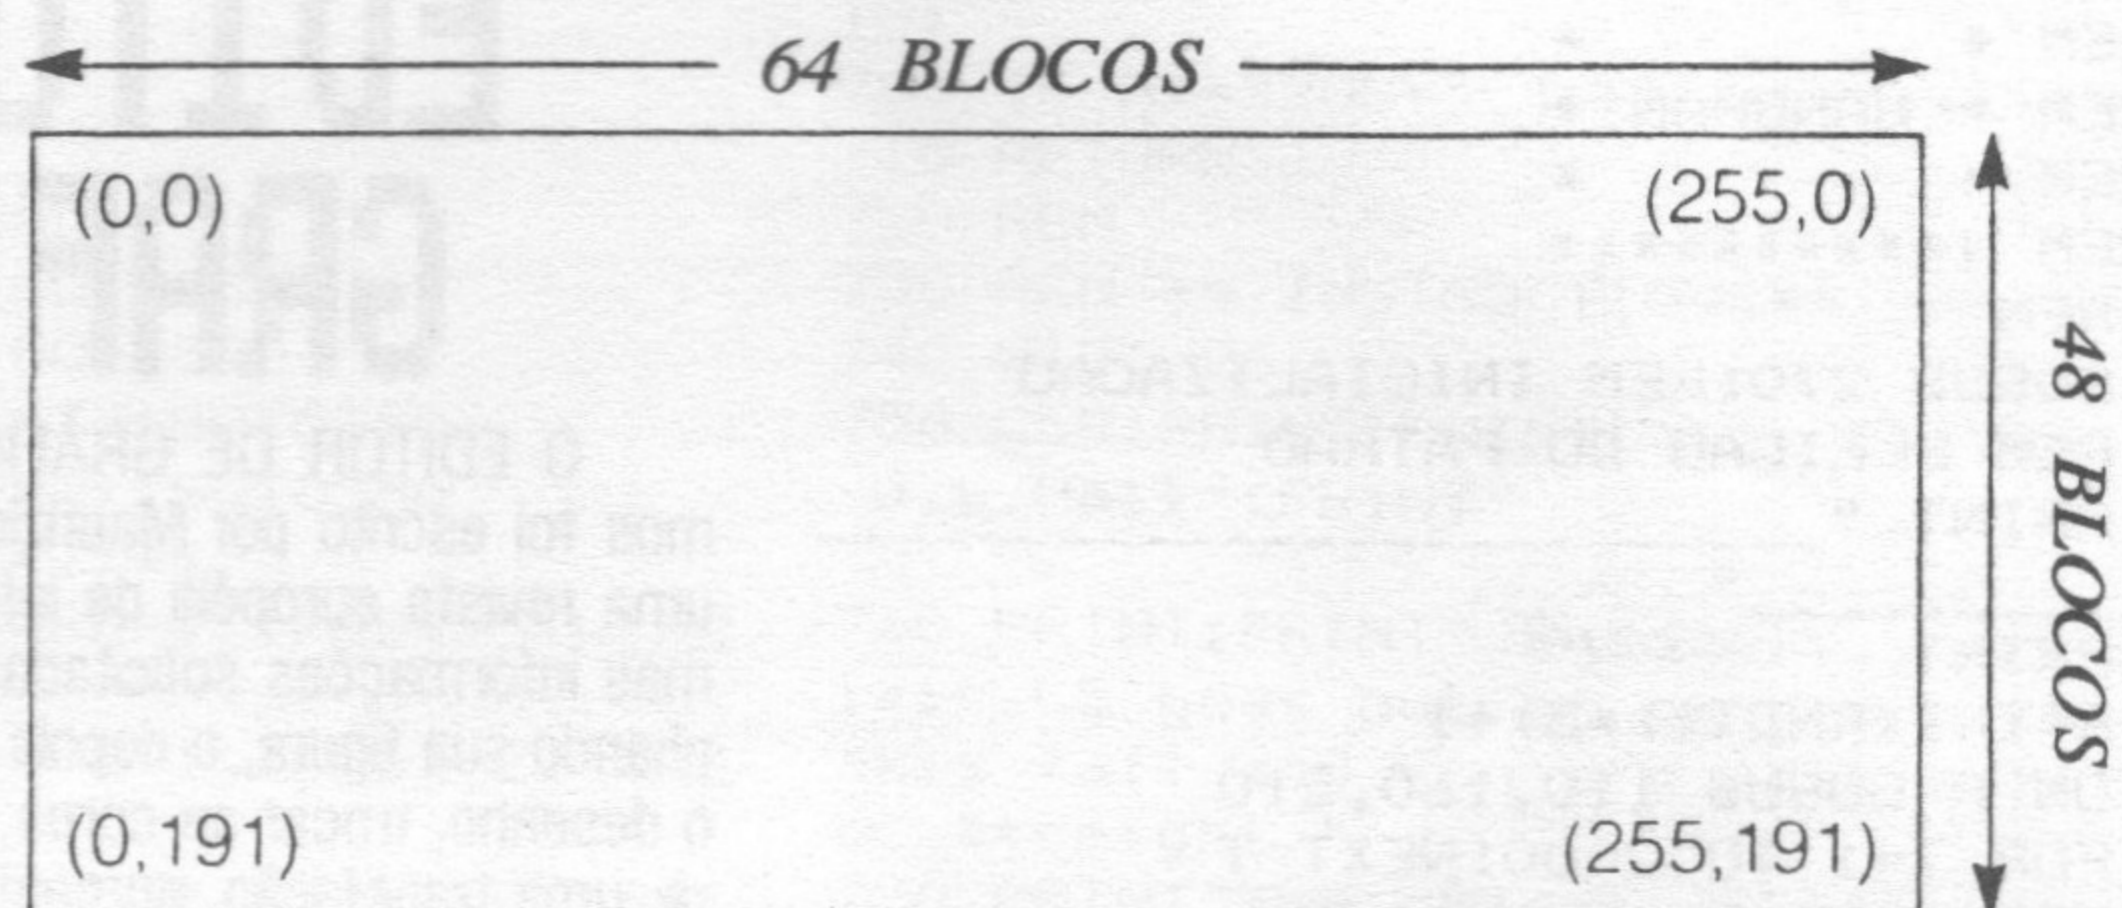 64 BLOCOS
(0,0) (255,0)
48 BLOCOS
(0,191) (255,191)